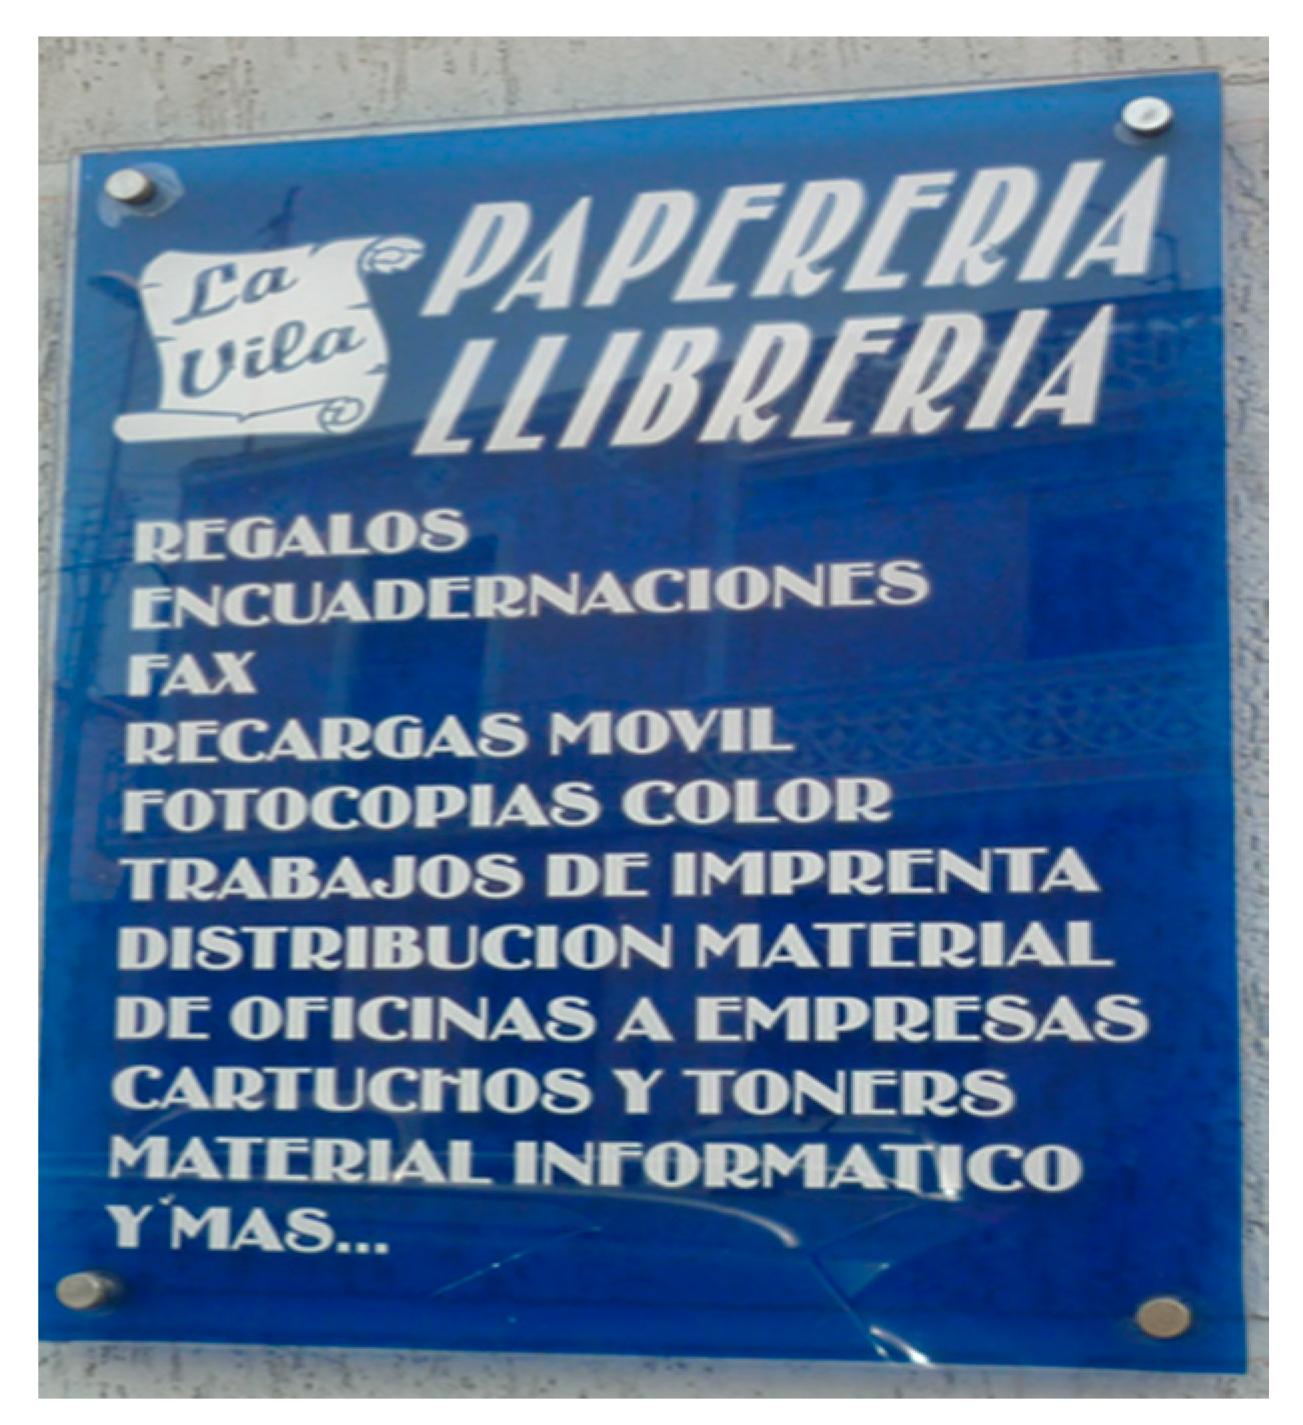 La
Vila
PAPERERIA
LLIBRERIA
REGALOS
ENCUADERNACIONES
FAX
RECARGAS MOVIL
FOTOCOPIAS COLOR
TRABAJOS DE IMPRENTA
DISTRIBUCION MATERIAL
DE OFICINAS A EMPRESAS
CARTUCHOS Y TONERS
MATERIAL INFORMATICO
Y MAS...